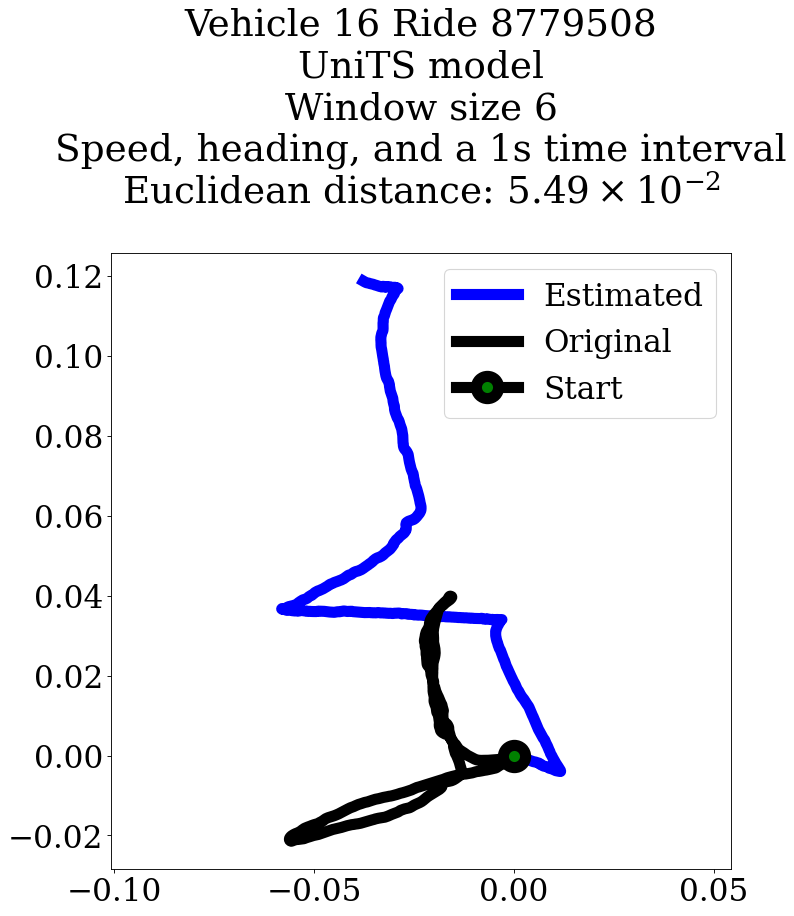 Vehicle 16 Ride 8779508
UniTS model
Window size 6
Speed, heading, and a 1s time interval
Euclidean distance: 5.49 × 10⁻²
0.12
0.10
0.08
0.06
0.04
0.02
0.00
−0.02
Estimated
Original
Start
−0.10
−0.05
0.00
0.05